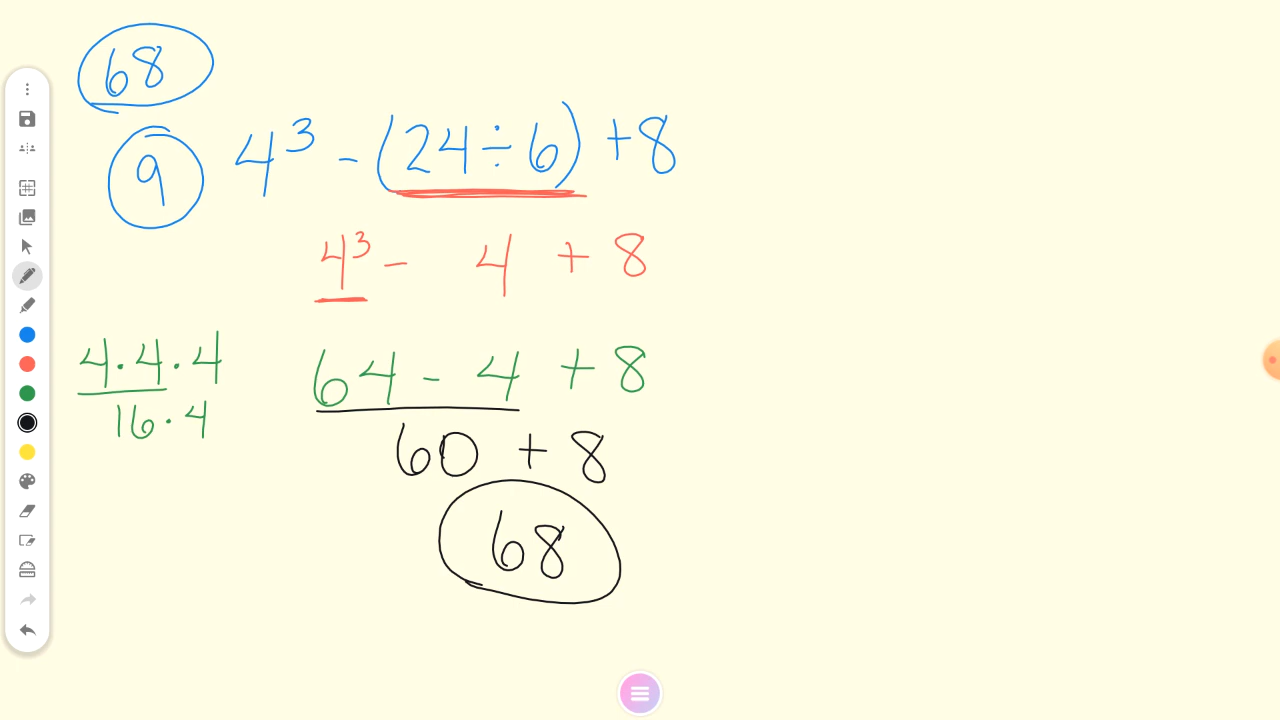 68
9 4³ - (24÷6) +8
4³ - 4 + 8
4·4·4
64 - 4 + 8
16·4
60 + 8
68